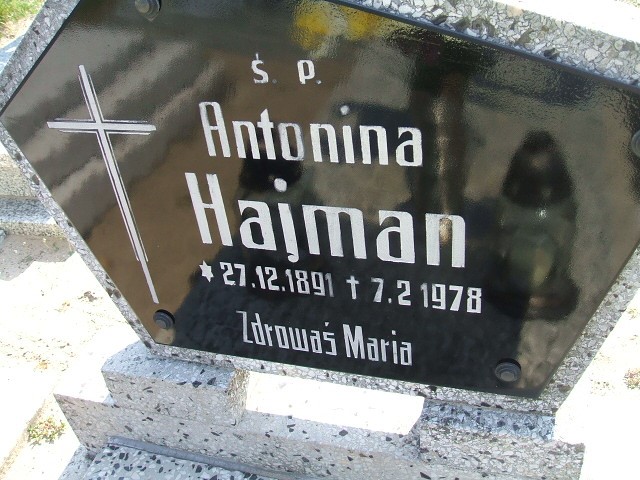 Ś. P.
Antonina
Hajman
* 27.12.1891 † 7.2 1978
Zdrowaś Maria